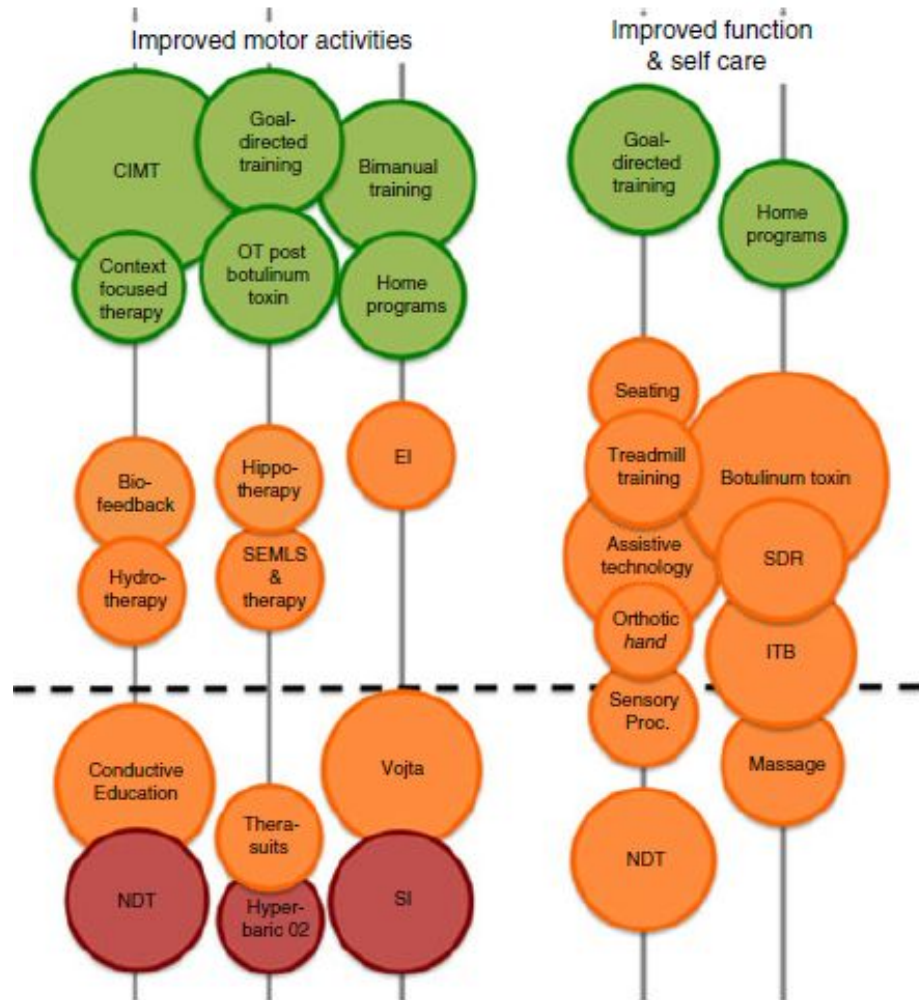 Improved motor activities
Improved function
& self care
CIMT
Goal-
directed
training
Bimanual
training
Context
focused
therapy
OT post
botulinum
toxin
Home
programs
Bio-
feedback
Hippo-
therapy
EI
Hydro-
therapy
SEMLS
&
therapy
Conductive
Education
Vojta
Thera-
suits
NDT
Hyper-
baric 02
SI
Goal-
directed
training
Home
programs
Seating
Treadmill
training
Botulinum toxin
Assistive
technology
SDR
Orthotic
hand
ITB
Sensory
Proc.
Massage
NDT